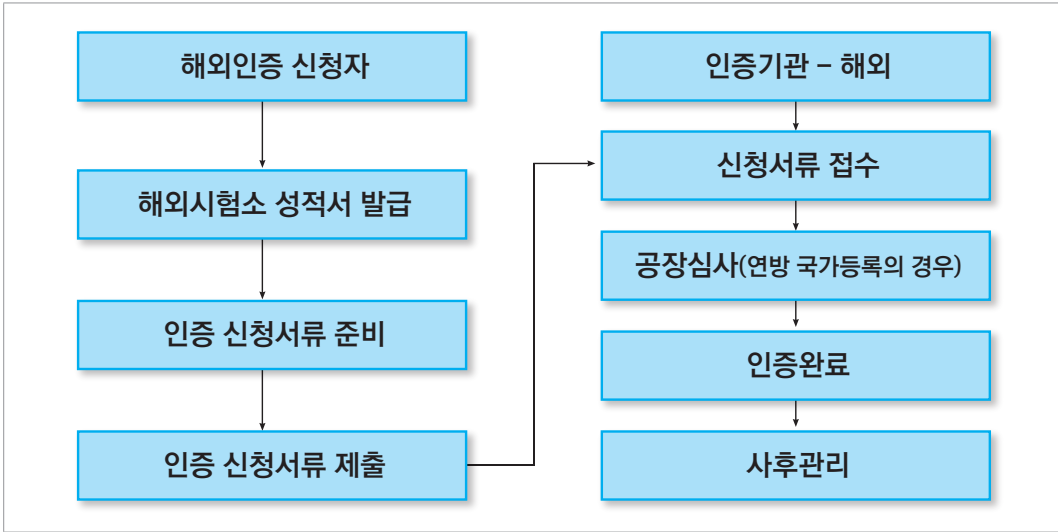 해외인증 신청자
해외시험소 성적서 발급
인증 신청서류 준비
인증 신청서류 제출
인증기관 – 해외
신청서류 접수
공장심사(연방 국가등록의 경우)
인증완료
사후관리